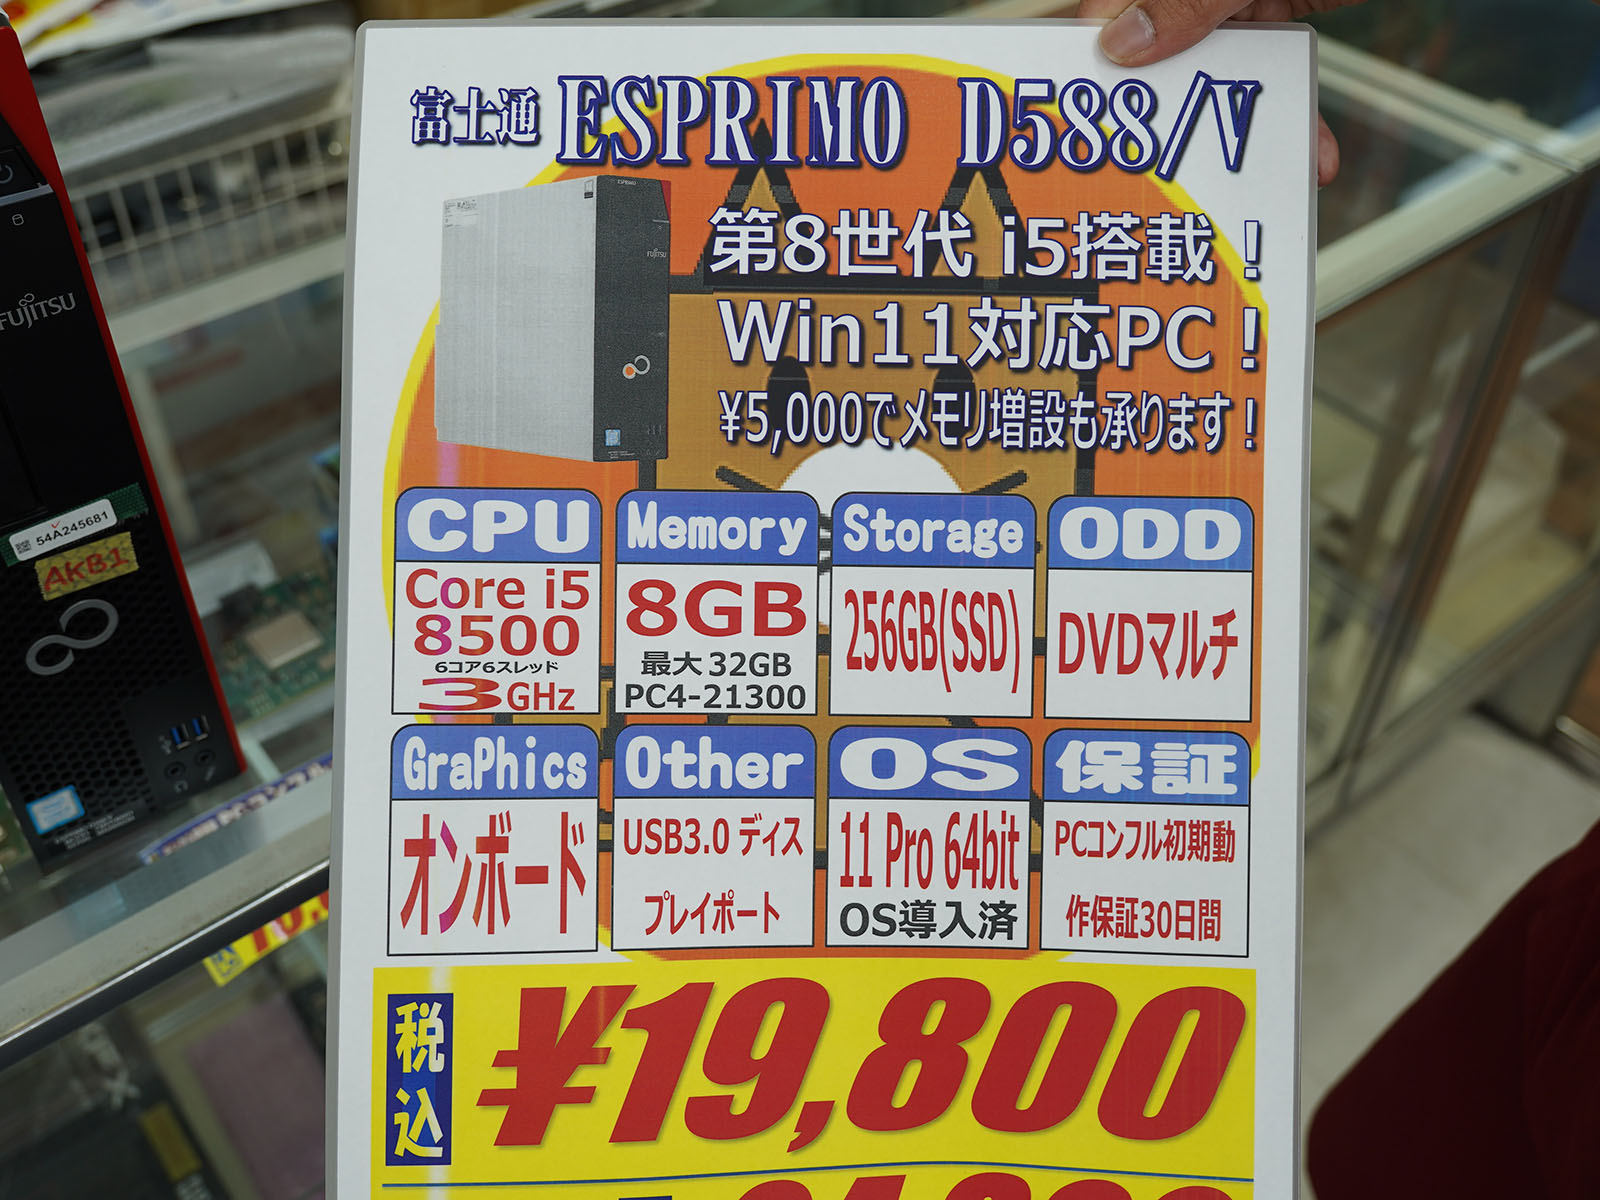 富士通 ESPRIMO D588/V
第8世代 i5搭載！
Win11対応PC！
¥5,000でメモリ増設も承ります！
ESPRIMO
FUJITSU
CPU
Core i5
8500
6コア6スレッド
3GHz
Memory
8GB
最大 32GB
PC4-21300
Storage
256GB(SSD)
ODD
DVDマルチ
GraPhics
オンボード
Other
USB3.0 ディス
プレイポート
OS
11 Pro 64bit
OS導入済
保証
PCコンフル初期動
作保証30日間
税込
¥19,800
FUJITSU
54A245681
AKB1